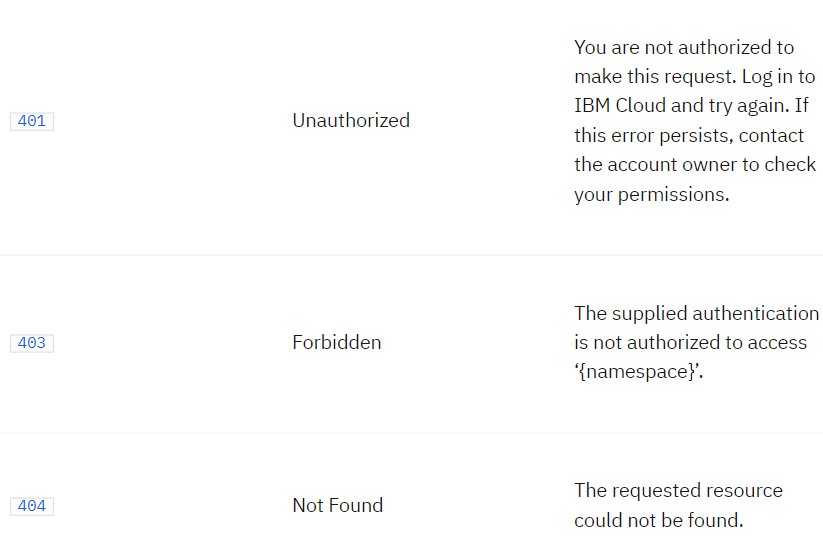 401
Unauthorized
You are not authorized to
make this request. Log in to
IBM Cloud and try again. If
this error persists, contact
the account owner to check
your permissions.
403
Forbidden
The supplied authentication
is not authorized to access
‘{namespace}’.
404
Not Found
The requested resource
could not be found.